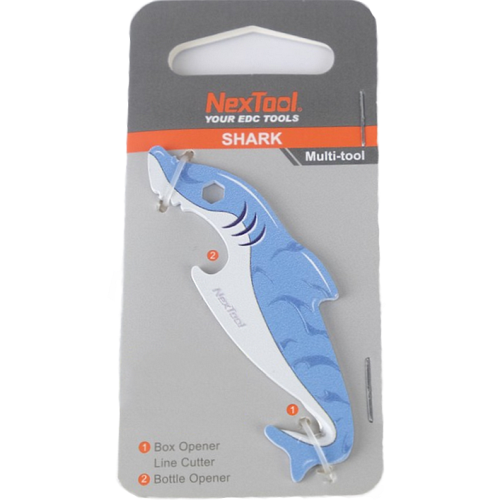 NexTool®
YOUR EDC TOOLS
SHARK
Multi-tool
2
NexTool
1
1 Box Opener
Line Cutter
2 Bottle Opener